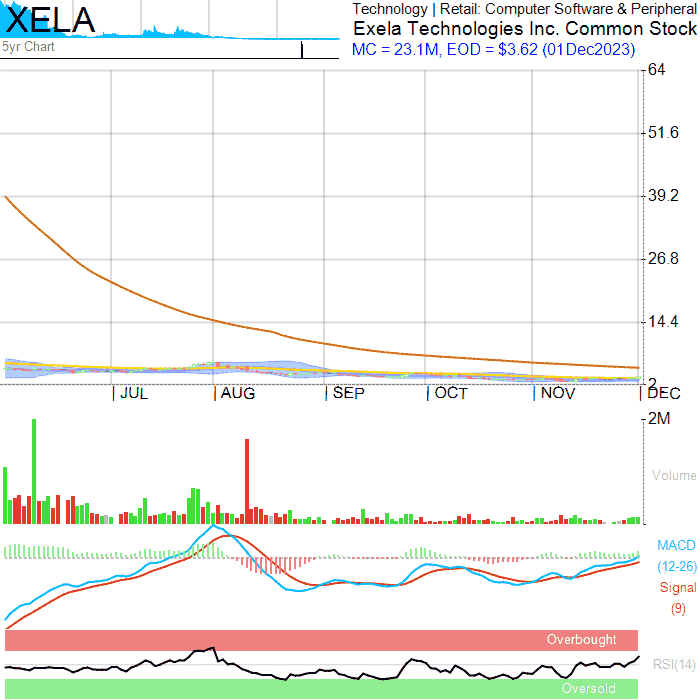 XELA
Technology | Retail: Computer Software & Peripheral
Exela Technologies Inc. Common Stock
5yr Chart
MC = 23.1M, EOD = $3.62 (01Dec2023)
64
51.6
39.2
26.8
14.4
2
JUL
AUG
SEP
OCT
NOV
DEC
2M
Volume
MACD
(12-26)
Signal
(9)
Overbought
RSI(14)
Oversold